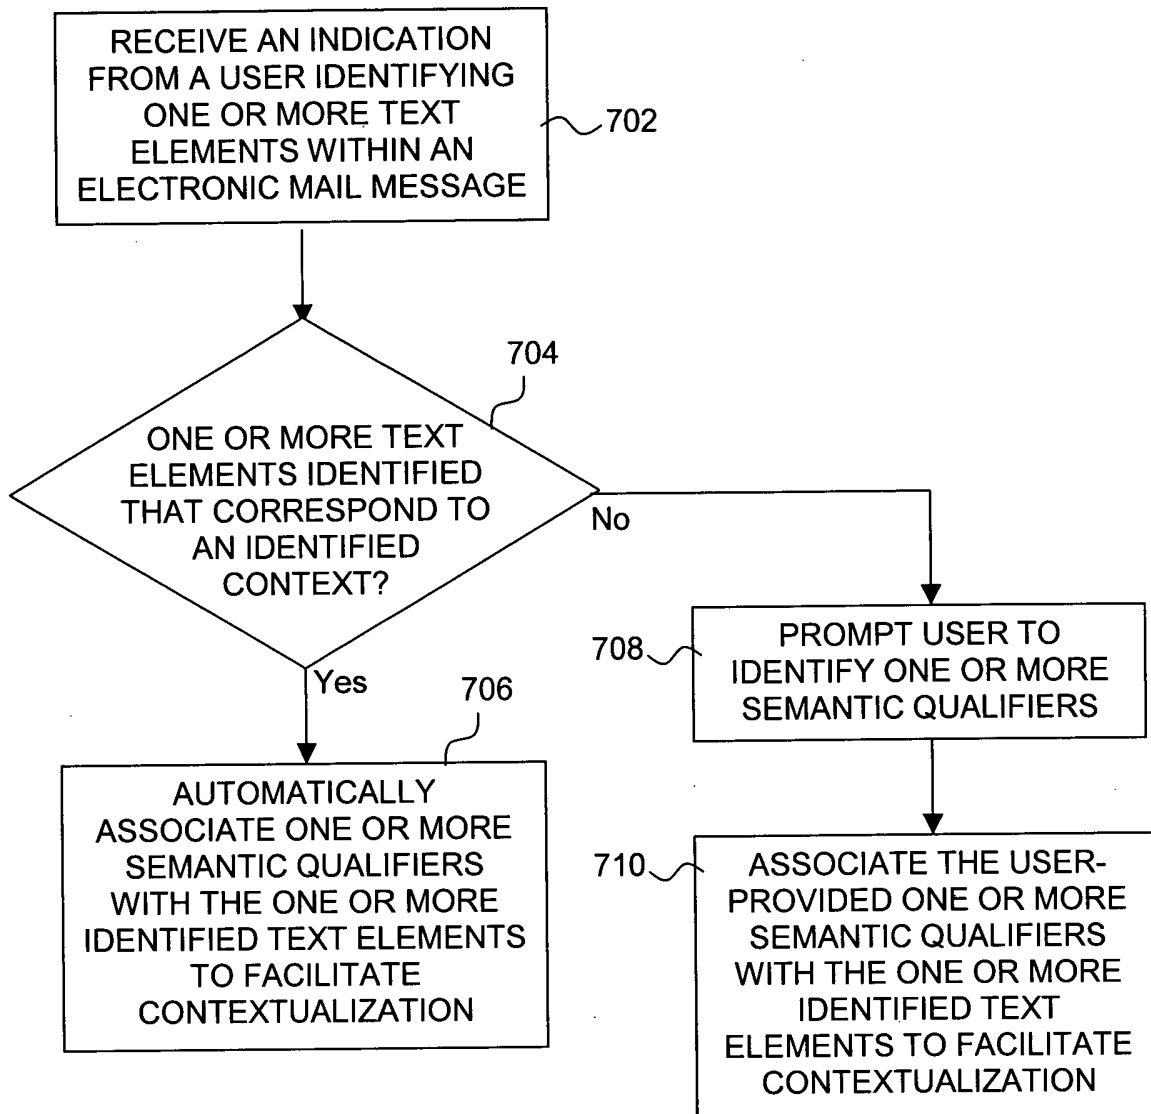 RECEIVE AN INDICATION
FROM A USER IDENTIFYING
ONE OR MORE TEXT
ELEMENTS WITHIN AN
ELECTRONIC MAIL MESSAGE
702
704
ONE OR MORE TEXT
ELEMENTS IDENTIFIED
THAT CORRESPOND TO
AN IDENTIFIED
CONTEXT?
No
Yes
706
AUTOMATICALLY
ASSOCIATE ONE OR MORE
SEMANTIC QUALIFIERS
WITH THE ONE OR MORE
IDENTIFIED TEXT ELEMENTS
TO FACILITATE
CONTEXTUALIZATION
708
PROMPT USER TO
IDENTIFY ONE OR MORE
SEMANTIC QUALIFIERS
710
ASSOCIATE THE USER-
PROVIDED ONE OR MORE
SEMANTIC QUALIFIERS
WITH THE ONE OR MORE
IDENTIFIED TEXT
ELEMENTS TO FACILITATE
CONTEXTUALIZATION